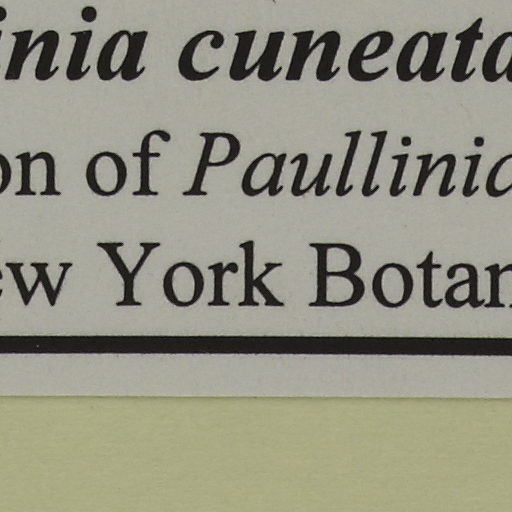 inia cuneata
on of Paullinia
ew York Botan